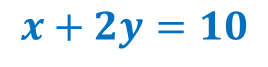 x + 2y = 10